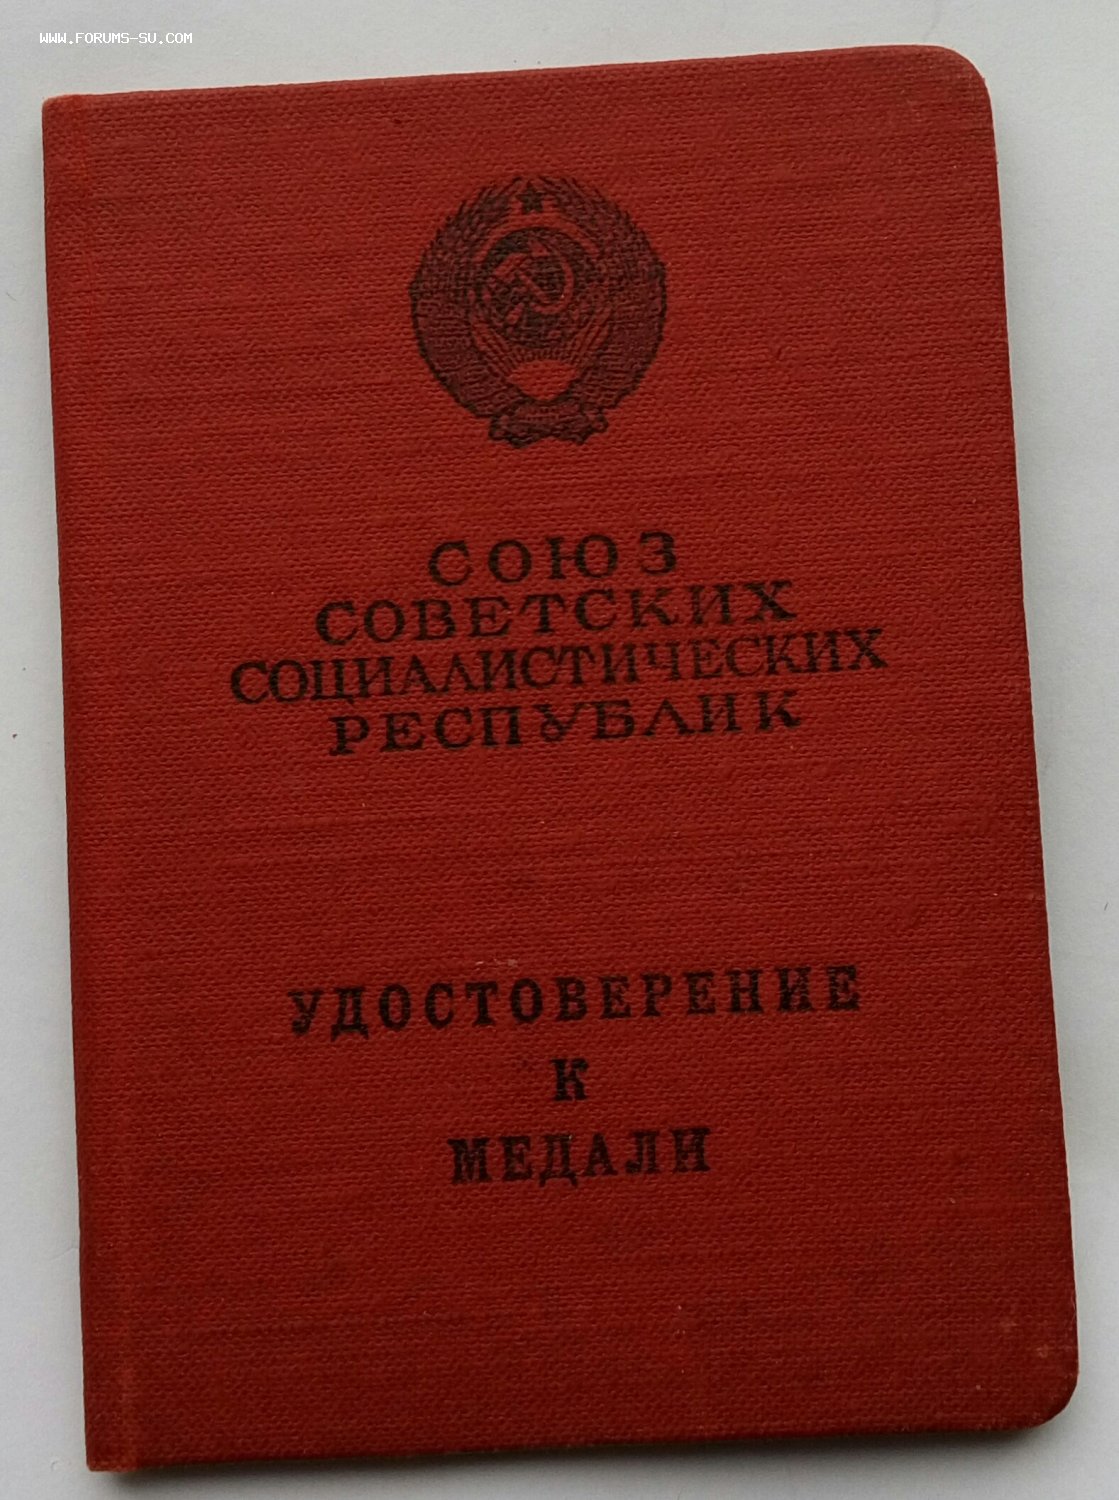 WWW.FORUMS-SU.COM
СОЮЗ
СОВЕТСКИХ
СОЦИАЛИСТИЧЕСКИХ
РЕСПУБЛИК
УДОСТОВЕРЕНИЕ
К
МЕДАЛИ